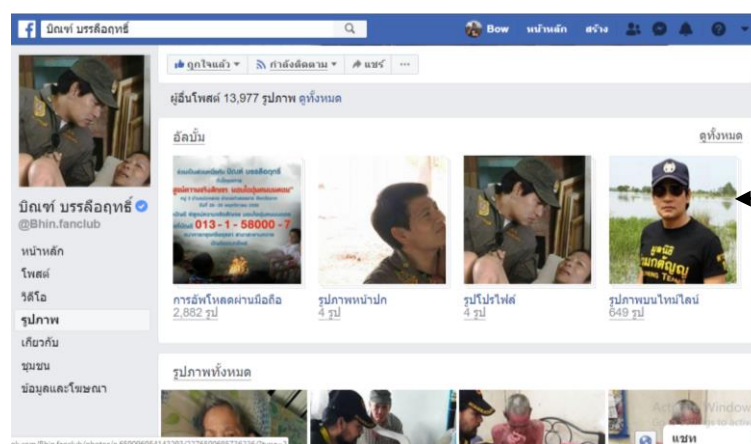 บิณฑ์ บรรลือฤทธิ์
Bow หน้าหลัก สร้าง
ถูกใจแล้ว กำลังติดตาม แชร์
ผู้อื่นโพสต์ 13,977 รูปภาพ ดูทั้งหมด
อัลบั้ม ดูทั้งหมด
013 - 1 - 58000 - 7
การอัพโหลดผ่านมือถือ
2,882 รูป
รูปภาพหน้าปก
4 รูป
รูปโปรไฟล์
4 รูป
รูปภาพบนไทม์ไลน์
649 รูป
บิณฑ์ บรรลือฤทธิ์
@Bhin.fanclub
หน้าหลัก
โพสต์
วิดีโอ
รูปภาพ
เกี่ยวกับ
ชุมชน
ข้อมูลและโฆษณา
รูปภาพทั้งหมด
แชท